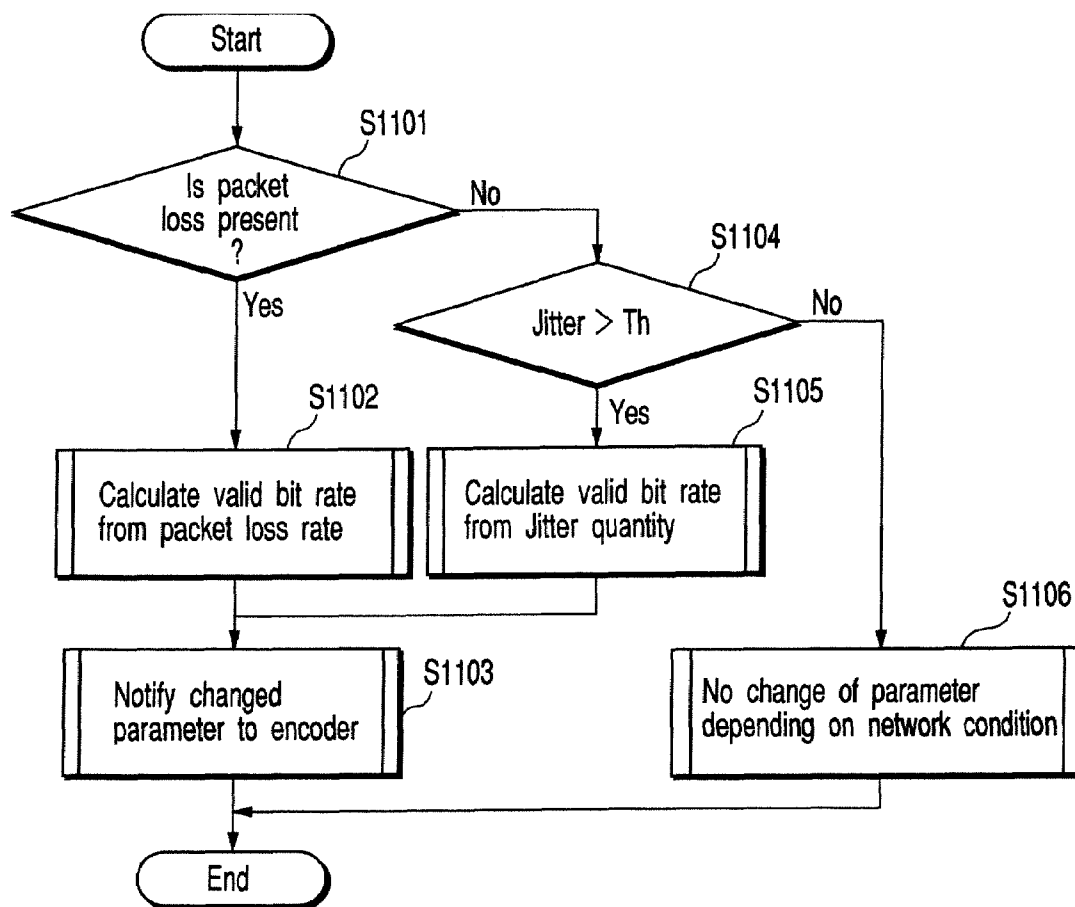 Start
S1101
Is packet
loss present
?
No
Yes
S1104
Jitter > Th
No
Yes
S1102
Calculate valid bit rate
from packet loss rate
S1105
Calculate valid bit rate
from Jitter quantity
S1103
Notify changed
parameter to encoder
S1106
No change of parameter
depending on network condition
End